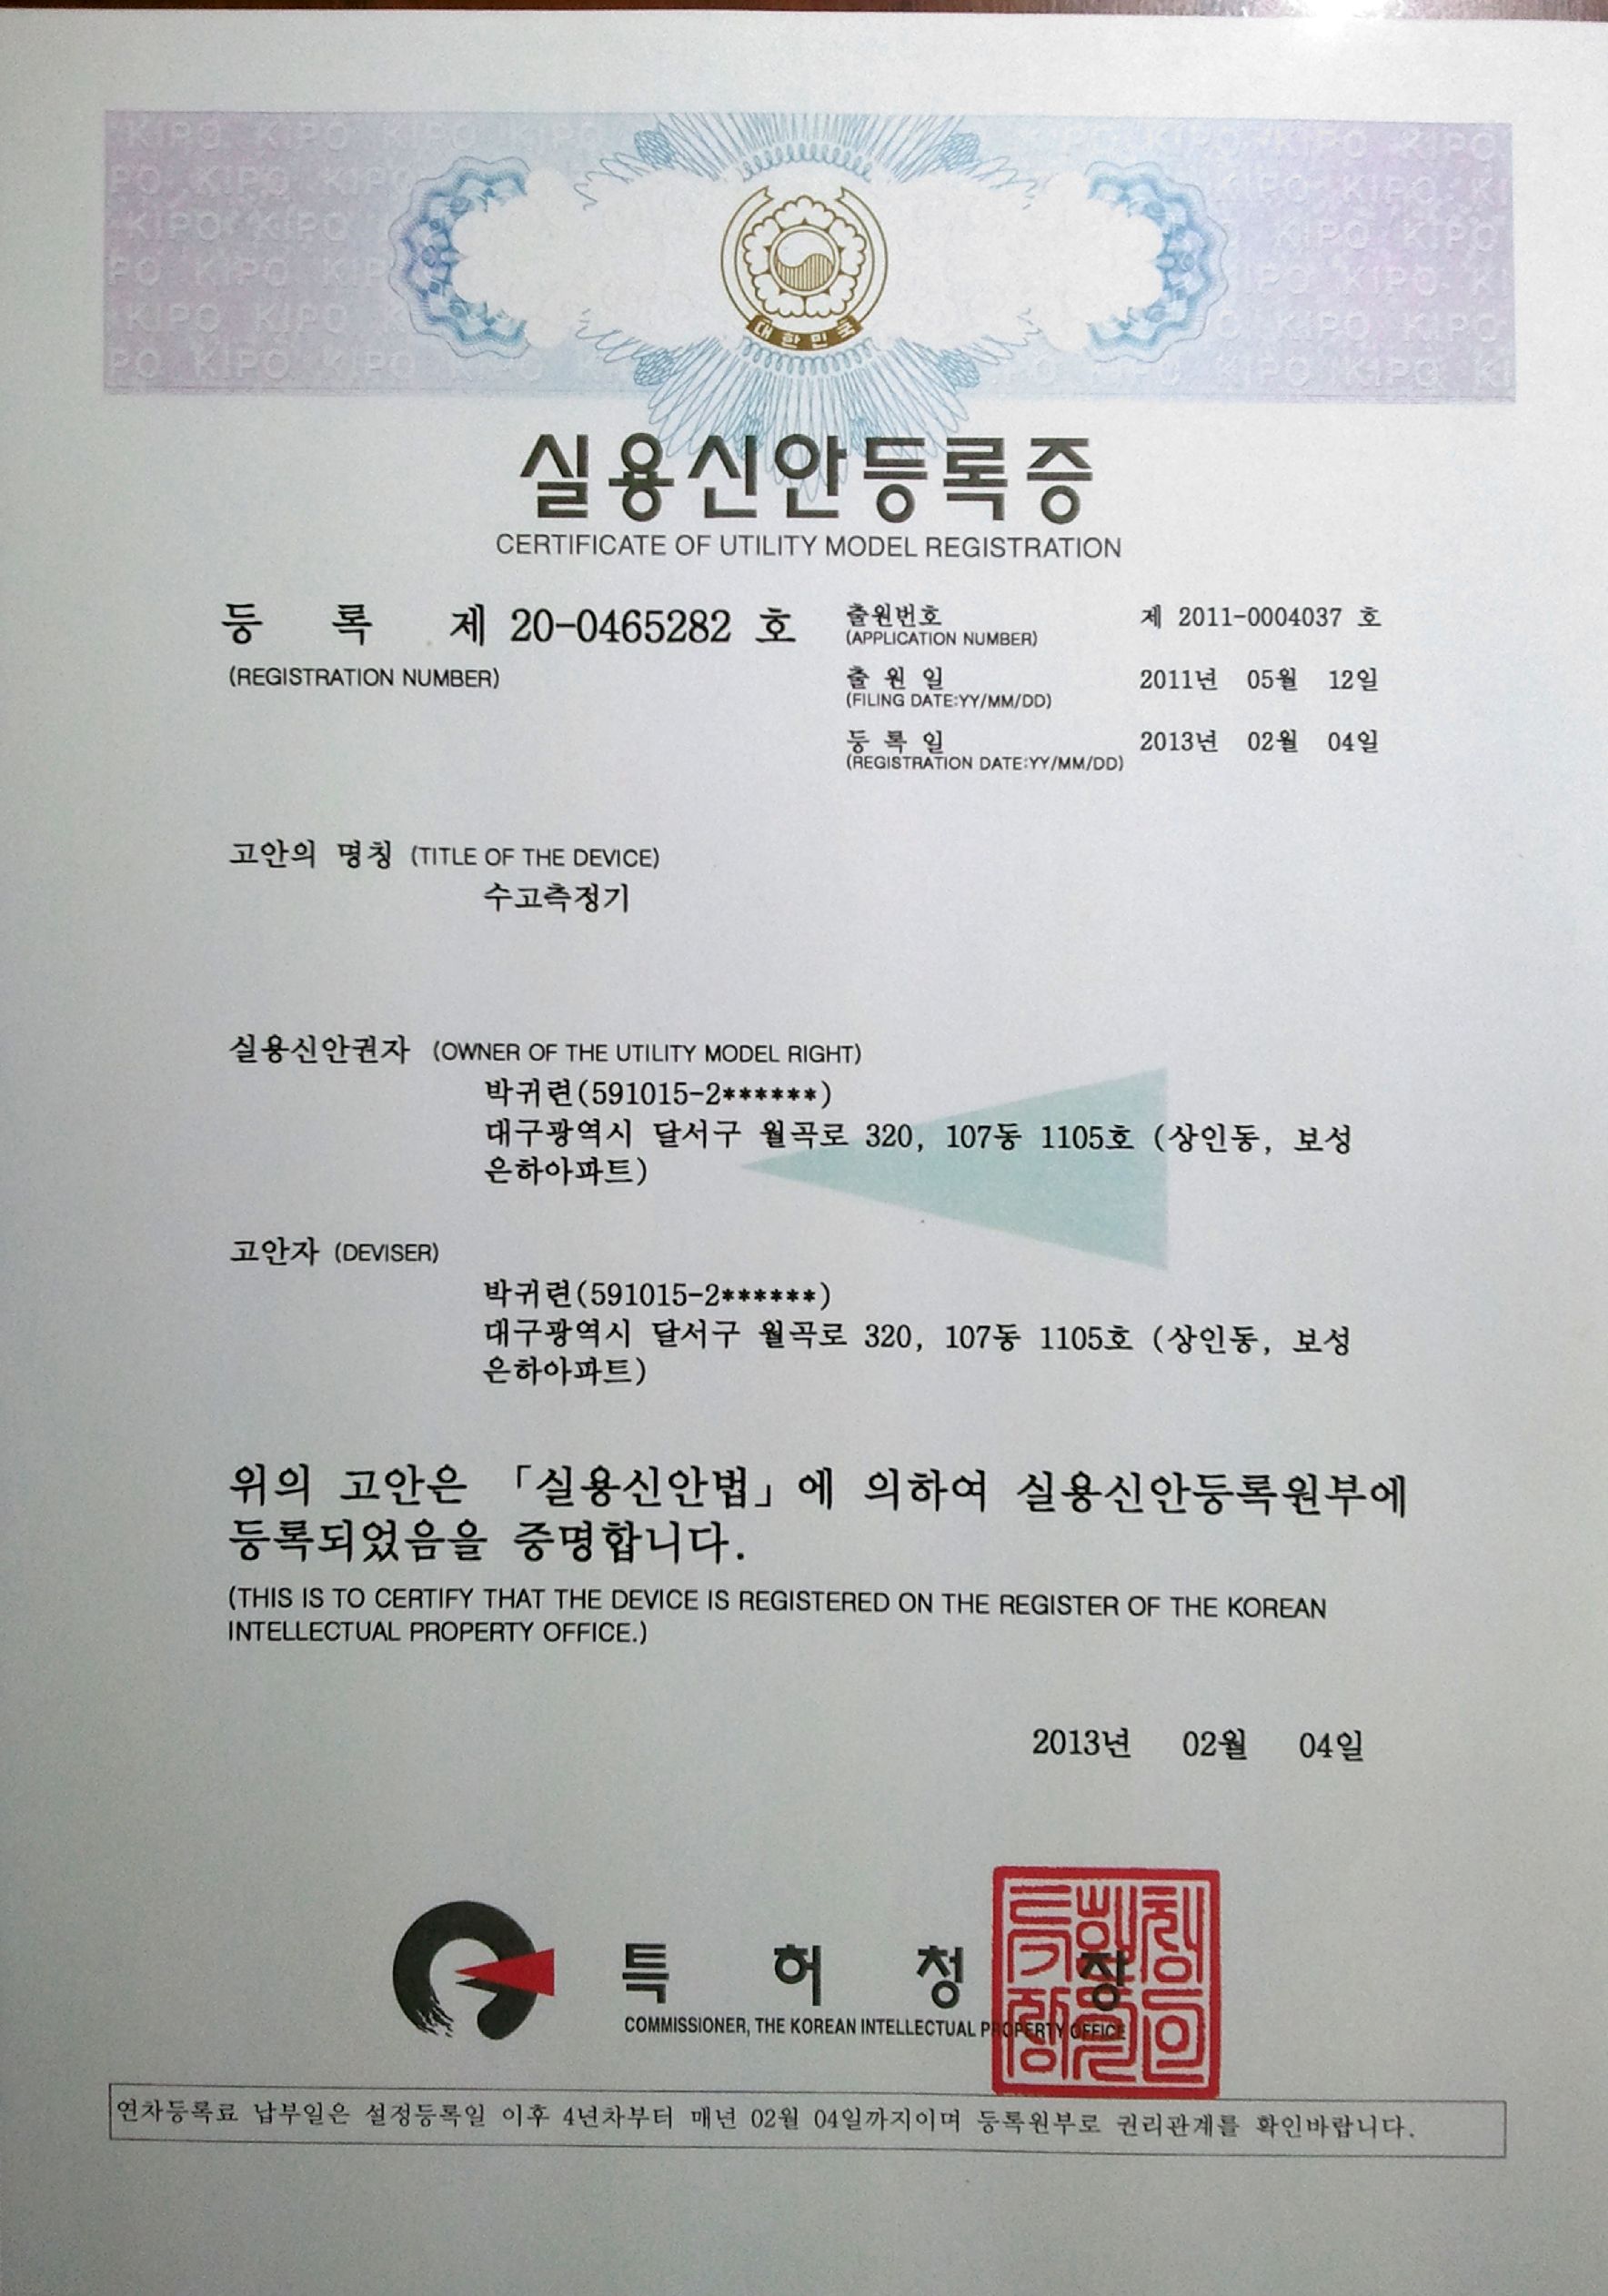 대한민국
실용신안등록증
CERTIFICATE OF UTILITY MODEL REGISTRATION
등 록 제 20-0465282 호
(REGISTRATION NUMBER)
출원번호 제 2011-0004037 호
(APPLICATION NUMBER)
출 원 일 2011년 05월 12일
(FILING DATE:YY/MM/DD)
등 록 일 2013년 02월 04일
(REGISTRATION DATE:YY/MM/DD)
고안의 명칭 (TITLE OF THE DEVICE)
수고측정기
실용신안권자 (OWNER OF THE UTILITY MODEL RIGHT)
박귀련(591015-2******)
대구광역시 달서구 월곡로 320, 107동 1105호 (상인동, 보성
은하아파트)
고안자 (DEVISER)
박귀련(591015-2******)
대구광역시 달서구 월곡로 320, 107동 1105호 (상인동, 보성
은하아파트)
위의 고안은 「실용신안법」에 의하여 실용신안등록원부에
등록되었음을 증명합니다.
(THIS IS TO CERTIFY THAT THE DEVICE IS REGISTERED ON THE REGISTER OF THE KOREAN
INTELLECTUAL PROPERTY OFFICE.)
2013년 02월 04일
특 허 청 장
COMMISSIONER, THE KOREAN INTELLECTUAL PROPERTY OFFICE
연차등록료 납부일은 설정등록일 이후 4년차부터 매년 02월 04일까지이며 등록원부로 권리관계를 확인바랍니다.